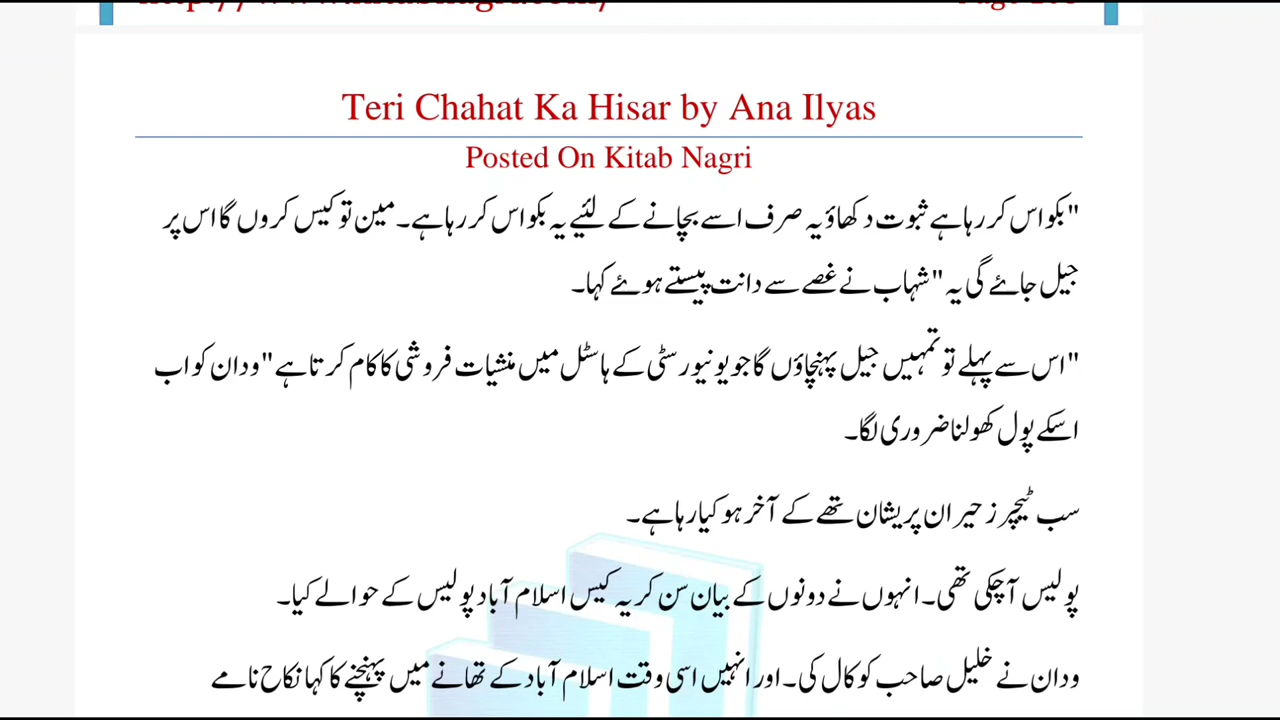 Teri Chahat Ka Hisar by Ana Ilyas
Posted On Kitab Nagri
"بکواس کر رہا ہے ثبوت دکھاؤ یہ صرف اسے بچانے کے لئیے یہ بکواس کر رہا ہے۔ مین تو کیس کروں گا اس پر
جیل جائے گی یہ" شہاب نے غصے سے دانت پیستے ہوئے کہا۔
"اس سے پہلے تو تمہیں جیل پہنچاؤں گا جو یونیورسٹی کے ہاسٹل میں منشیات فروشی کا کام کرتا ہے" ودان کو اب
اسکے پول کھولنا ضروری لگا۔
سب ٹیچرز حیران پریشان تھے کے آخر ہو کیا رہا ہے۔
پولیس آچکی تھی۔ انہوں نے دونوں کے بیان سن کر یہ کیس اسلام آباد پولیس کے حوالے کیا۔
ودان نے خلیل صاحب کو کال کی۔ اور انہیں اسی وقت اسلام آباد کے تھانے میں پہنچنے کا کہا نکاح نامے